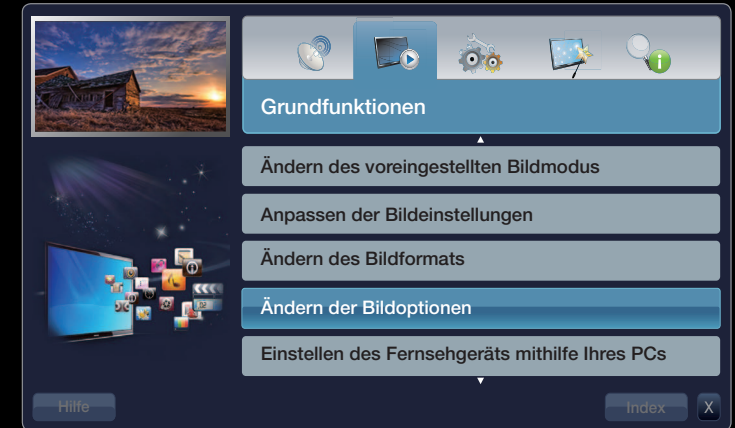 Grundfunktionen
Ändern des voreingestellten Bildmodus
Anpassen der Bildeinstellungen
Ändern des Bildformats
Ändern der Bildoptionen
Einstellen des Fernsehgeräts mithilfe Ihres PCs
Hilfe
Index
X